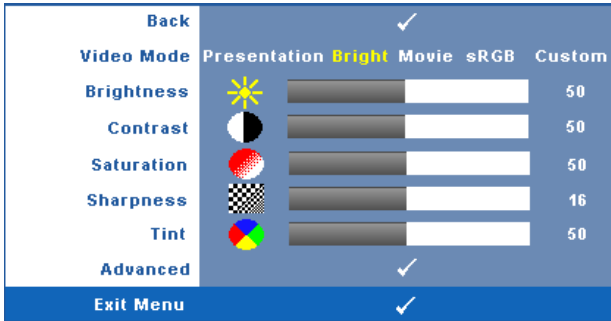 Back
Video Mode Presentation Bright Movie sRGB Custom
Brightness 50
Contrast 50
Saturation 50
Sharpness 16
Tint 50
Advanced
Exit Menu